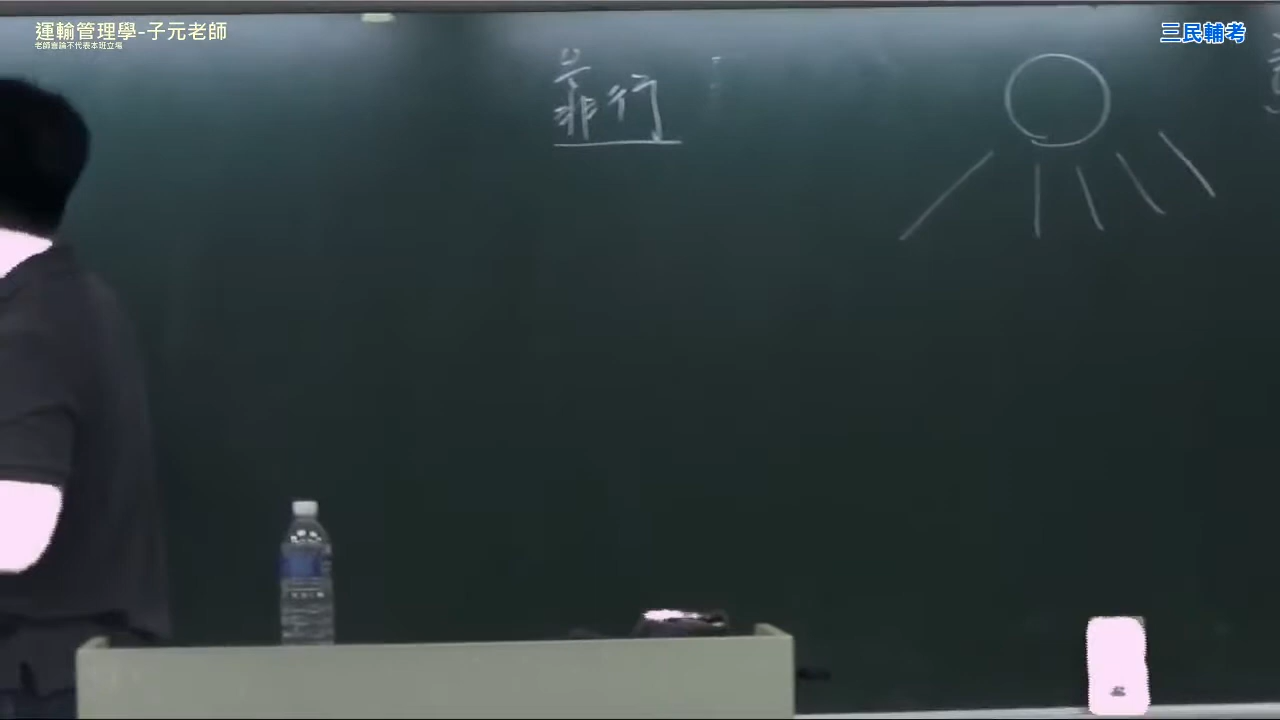 運輸管理學-子元老師
老師言論不代表本班立場
三民輔考
靠行